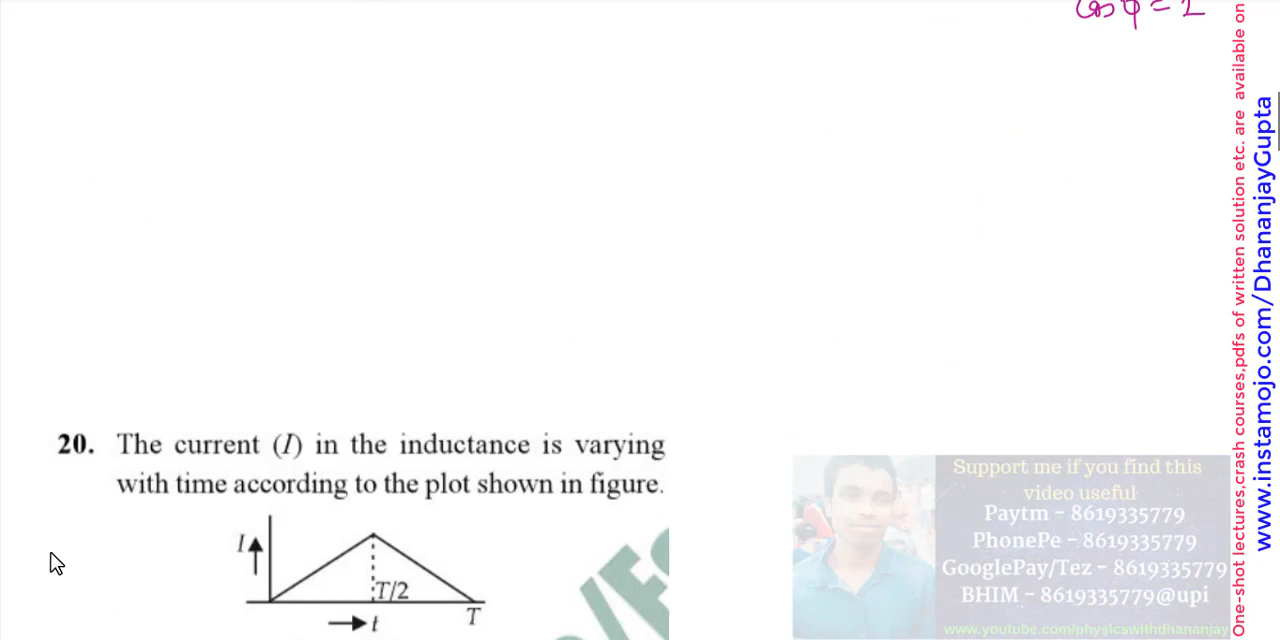 cos φ = 1
20. The current (I) in the inductance is varying
with time according to the plot shown in figure.
I
T/2
t
T
Support me if you find this
video useful
Paytm - 8619335779
PhonePe - 8619335779
GooglePay/Tez - 8619335779
BHIM - 8619335779@upi
www.youtube.com/physicswithdhananjay
One-shot lectures,crash courses,pdfs of written solution etc. are available on
www.instamojo.com/DhananjayGupta